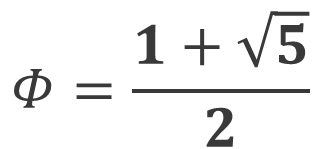 Φ = (1 + √5) / 2